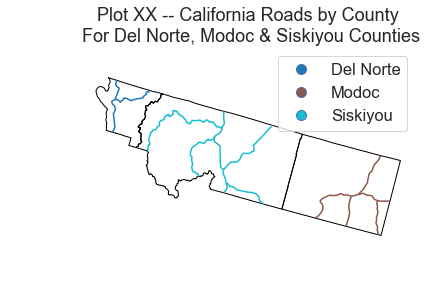 Plot XX -- California Roads by County
For Del Norte, Modoc & Siskiyou Counties
Del Norte
Modoc
Siskiyou